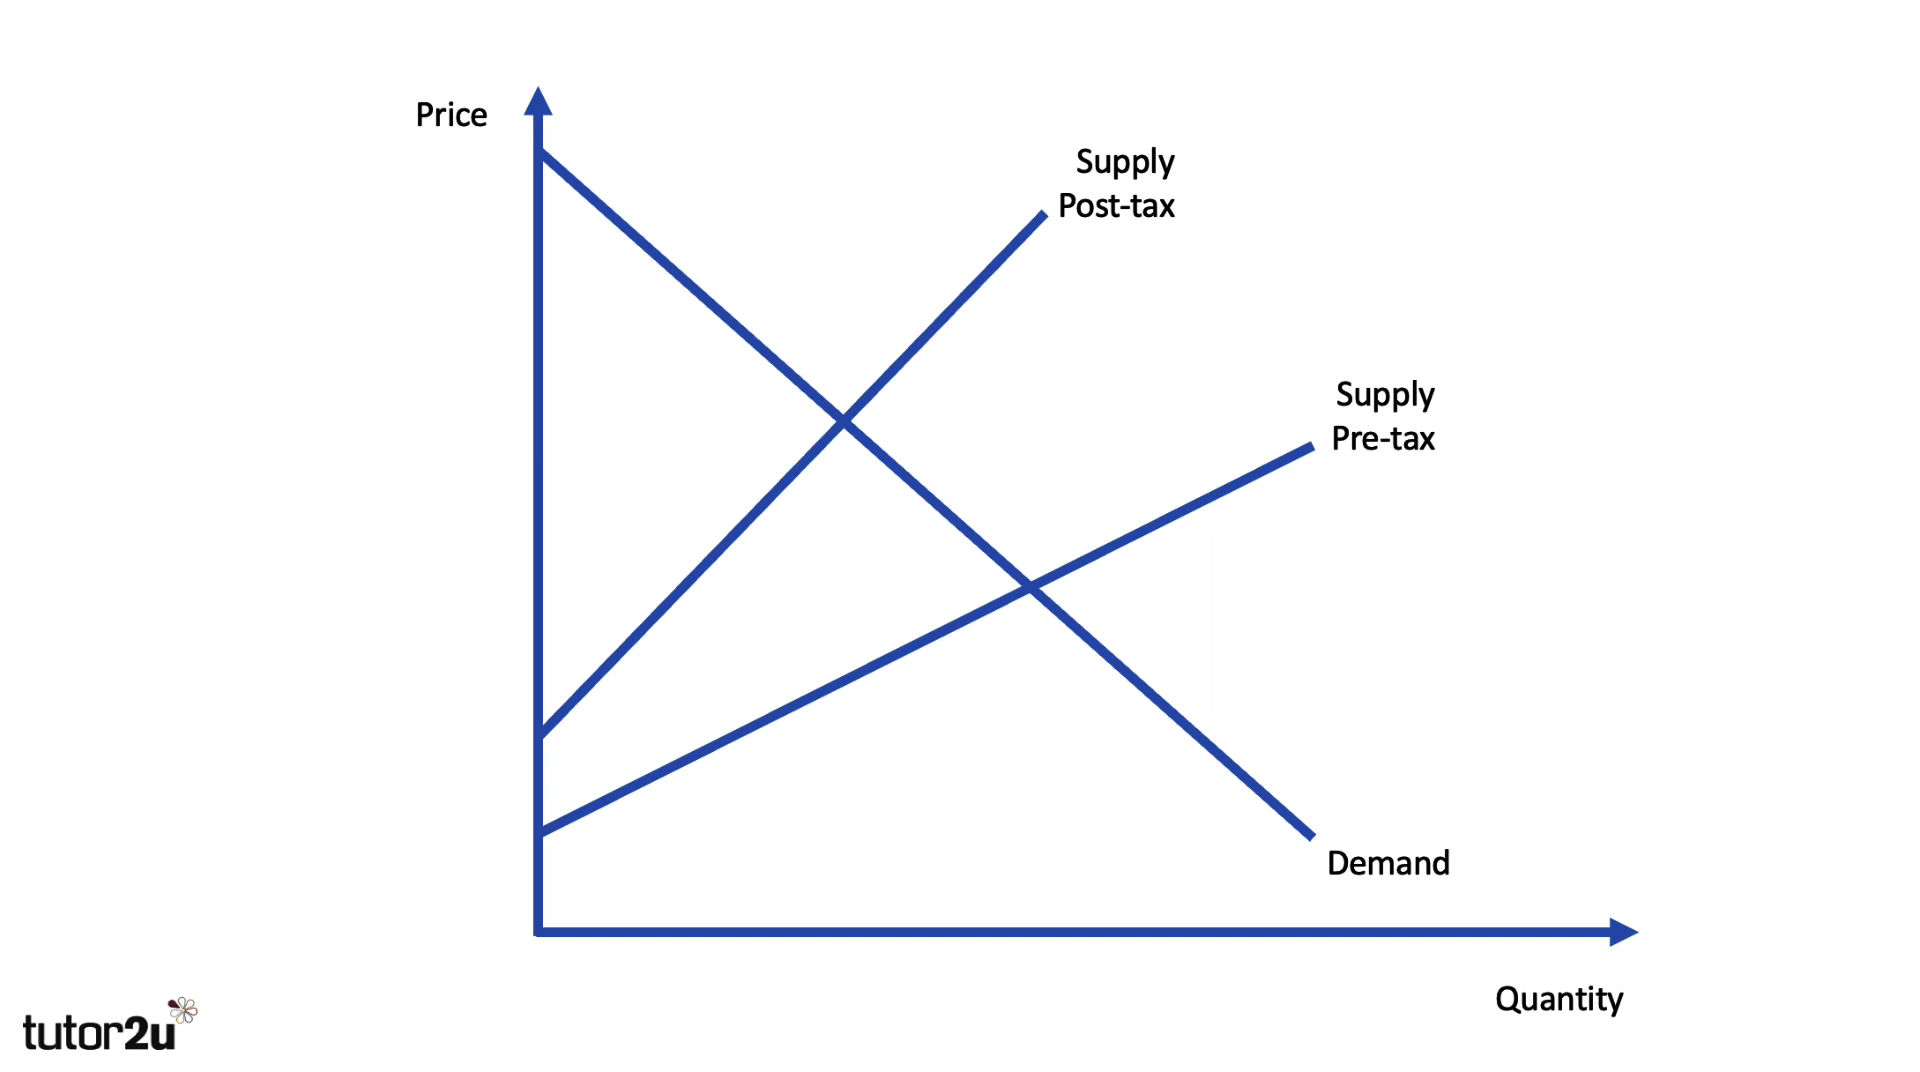 Price
Supply
Post-tax
Supply
Pre-tax
Demand
Quantity
tutor2u